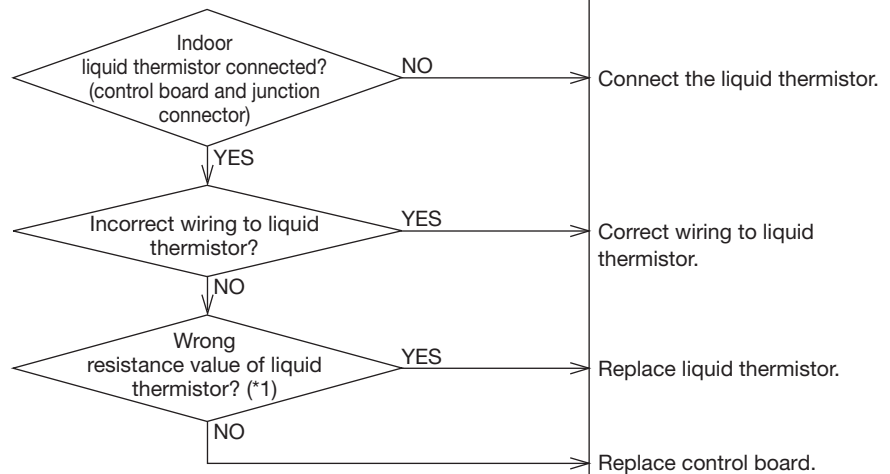 Indoor
liquid thermistor connected?
(control board and junction
connector)
NO
Connect the liquid thermistor.
YES
Incorrect wiring to liquid
thermistor?
YES
Correct wiring to liquid
thermistor.
NO
Wrong
resistance value of liquid
thermistor? (*1)
YES
Replace liquid thermistor.
NO
Replace control board.